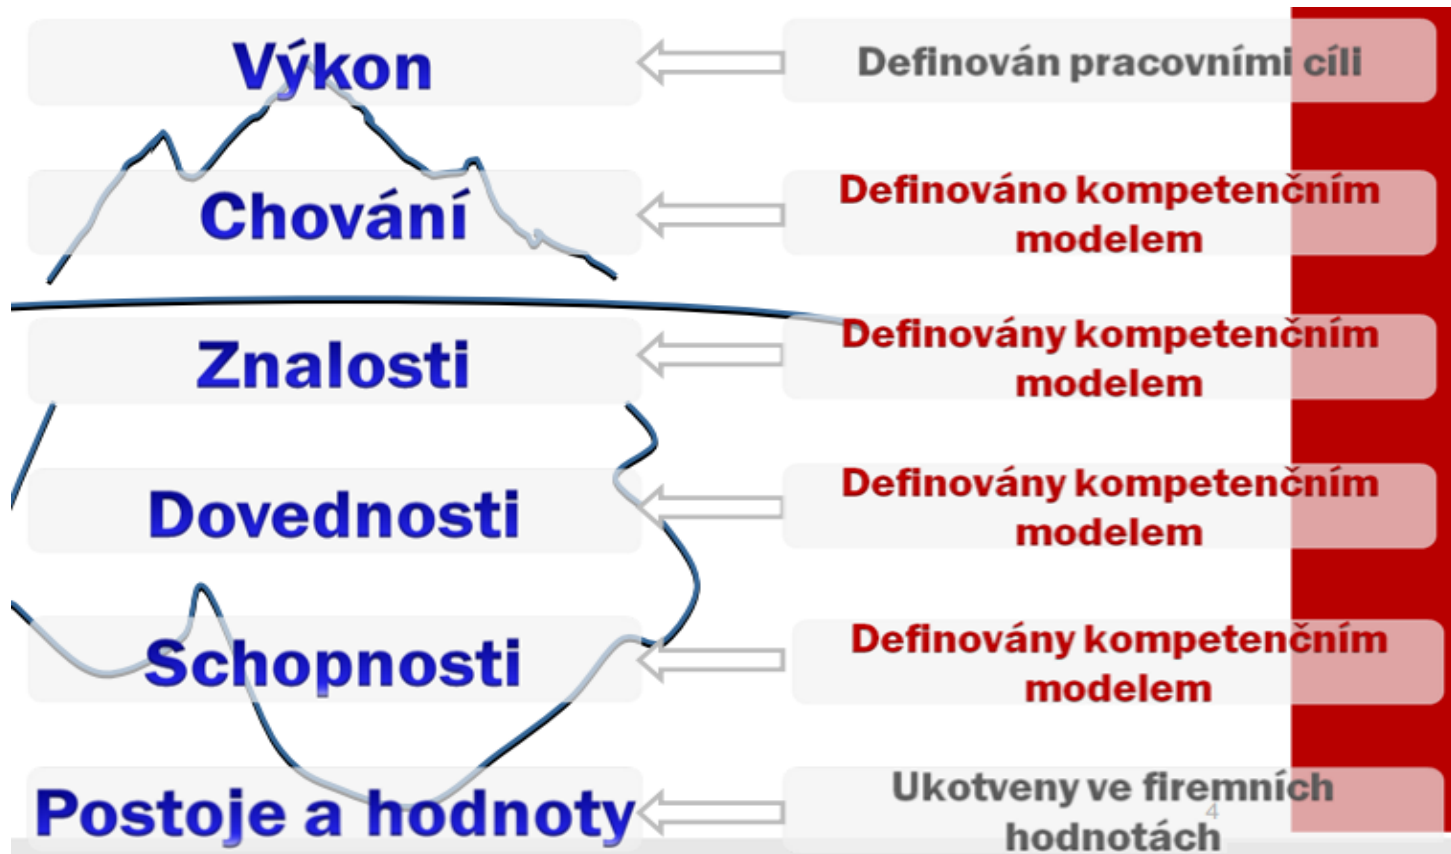 Výkon
Definován pracovními cíli
Chování
Definováno kompetenčním
modelem
Znalosti
Definovány kompetenčním
modelem
Dovednosti
Definovány kompetenčním
modelem
Schopnosti
Definovány kompetenčním
modelem
Postoje a hodnoty
Ukotveny ve firemních
hodnotách
4